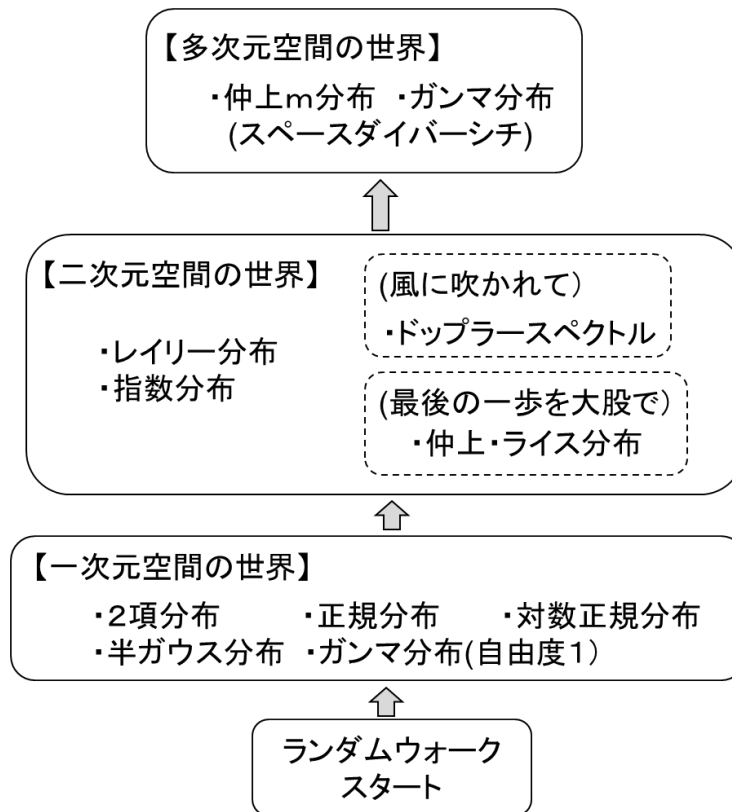 【多次元空間の世界】
・仲上m分布 ・ガンマ分布
(スペースダイバーシチ)
【二次元空間の世界】
・レイリー分布
・指数分布
(風に吹かれて)
・ドップラースペクトル
(最後の一歩を大股で)
・仲上・ライス分布
【一次元空間の世界】
・2項分布 ・正規分布 ・対数正規分布
・半ガウス分布 ・ガンマ分布(自由度1)
ランダムウォーク
スタート